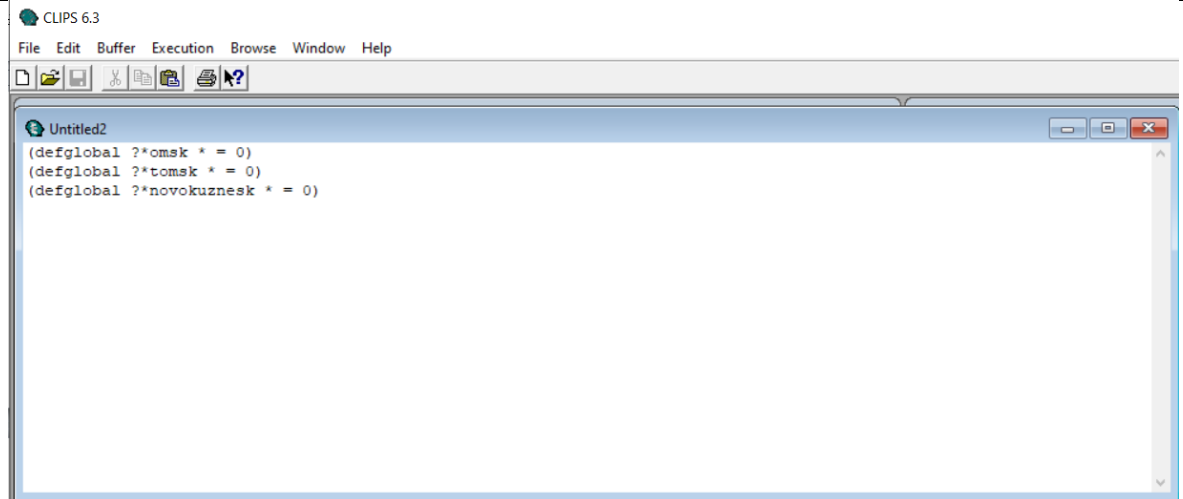 CLIPS 6.3
File Edit Buffer Execution Browse Window Help
Untitled2
(defglobal ?*omsk * = 0)
(defglobal ?*tomsk * = 0)
(defglobal ?*novokuznesk * = 0)